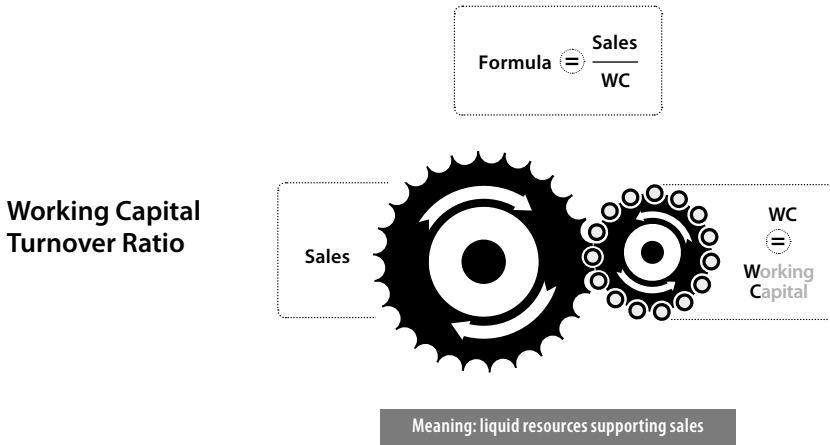 Formula = Sales
WC
Working Capital
Turnover Ratio
Sales
WC
=
Working
Capital
Meaning: liquid resources supporting sales